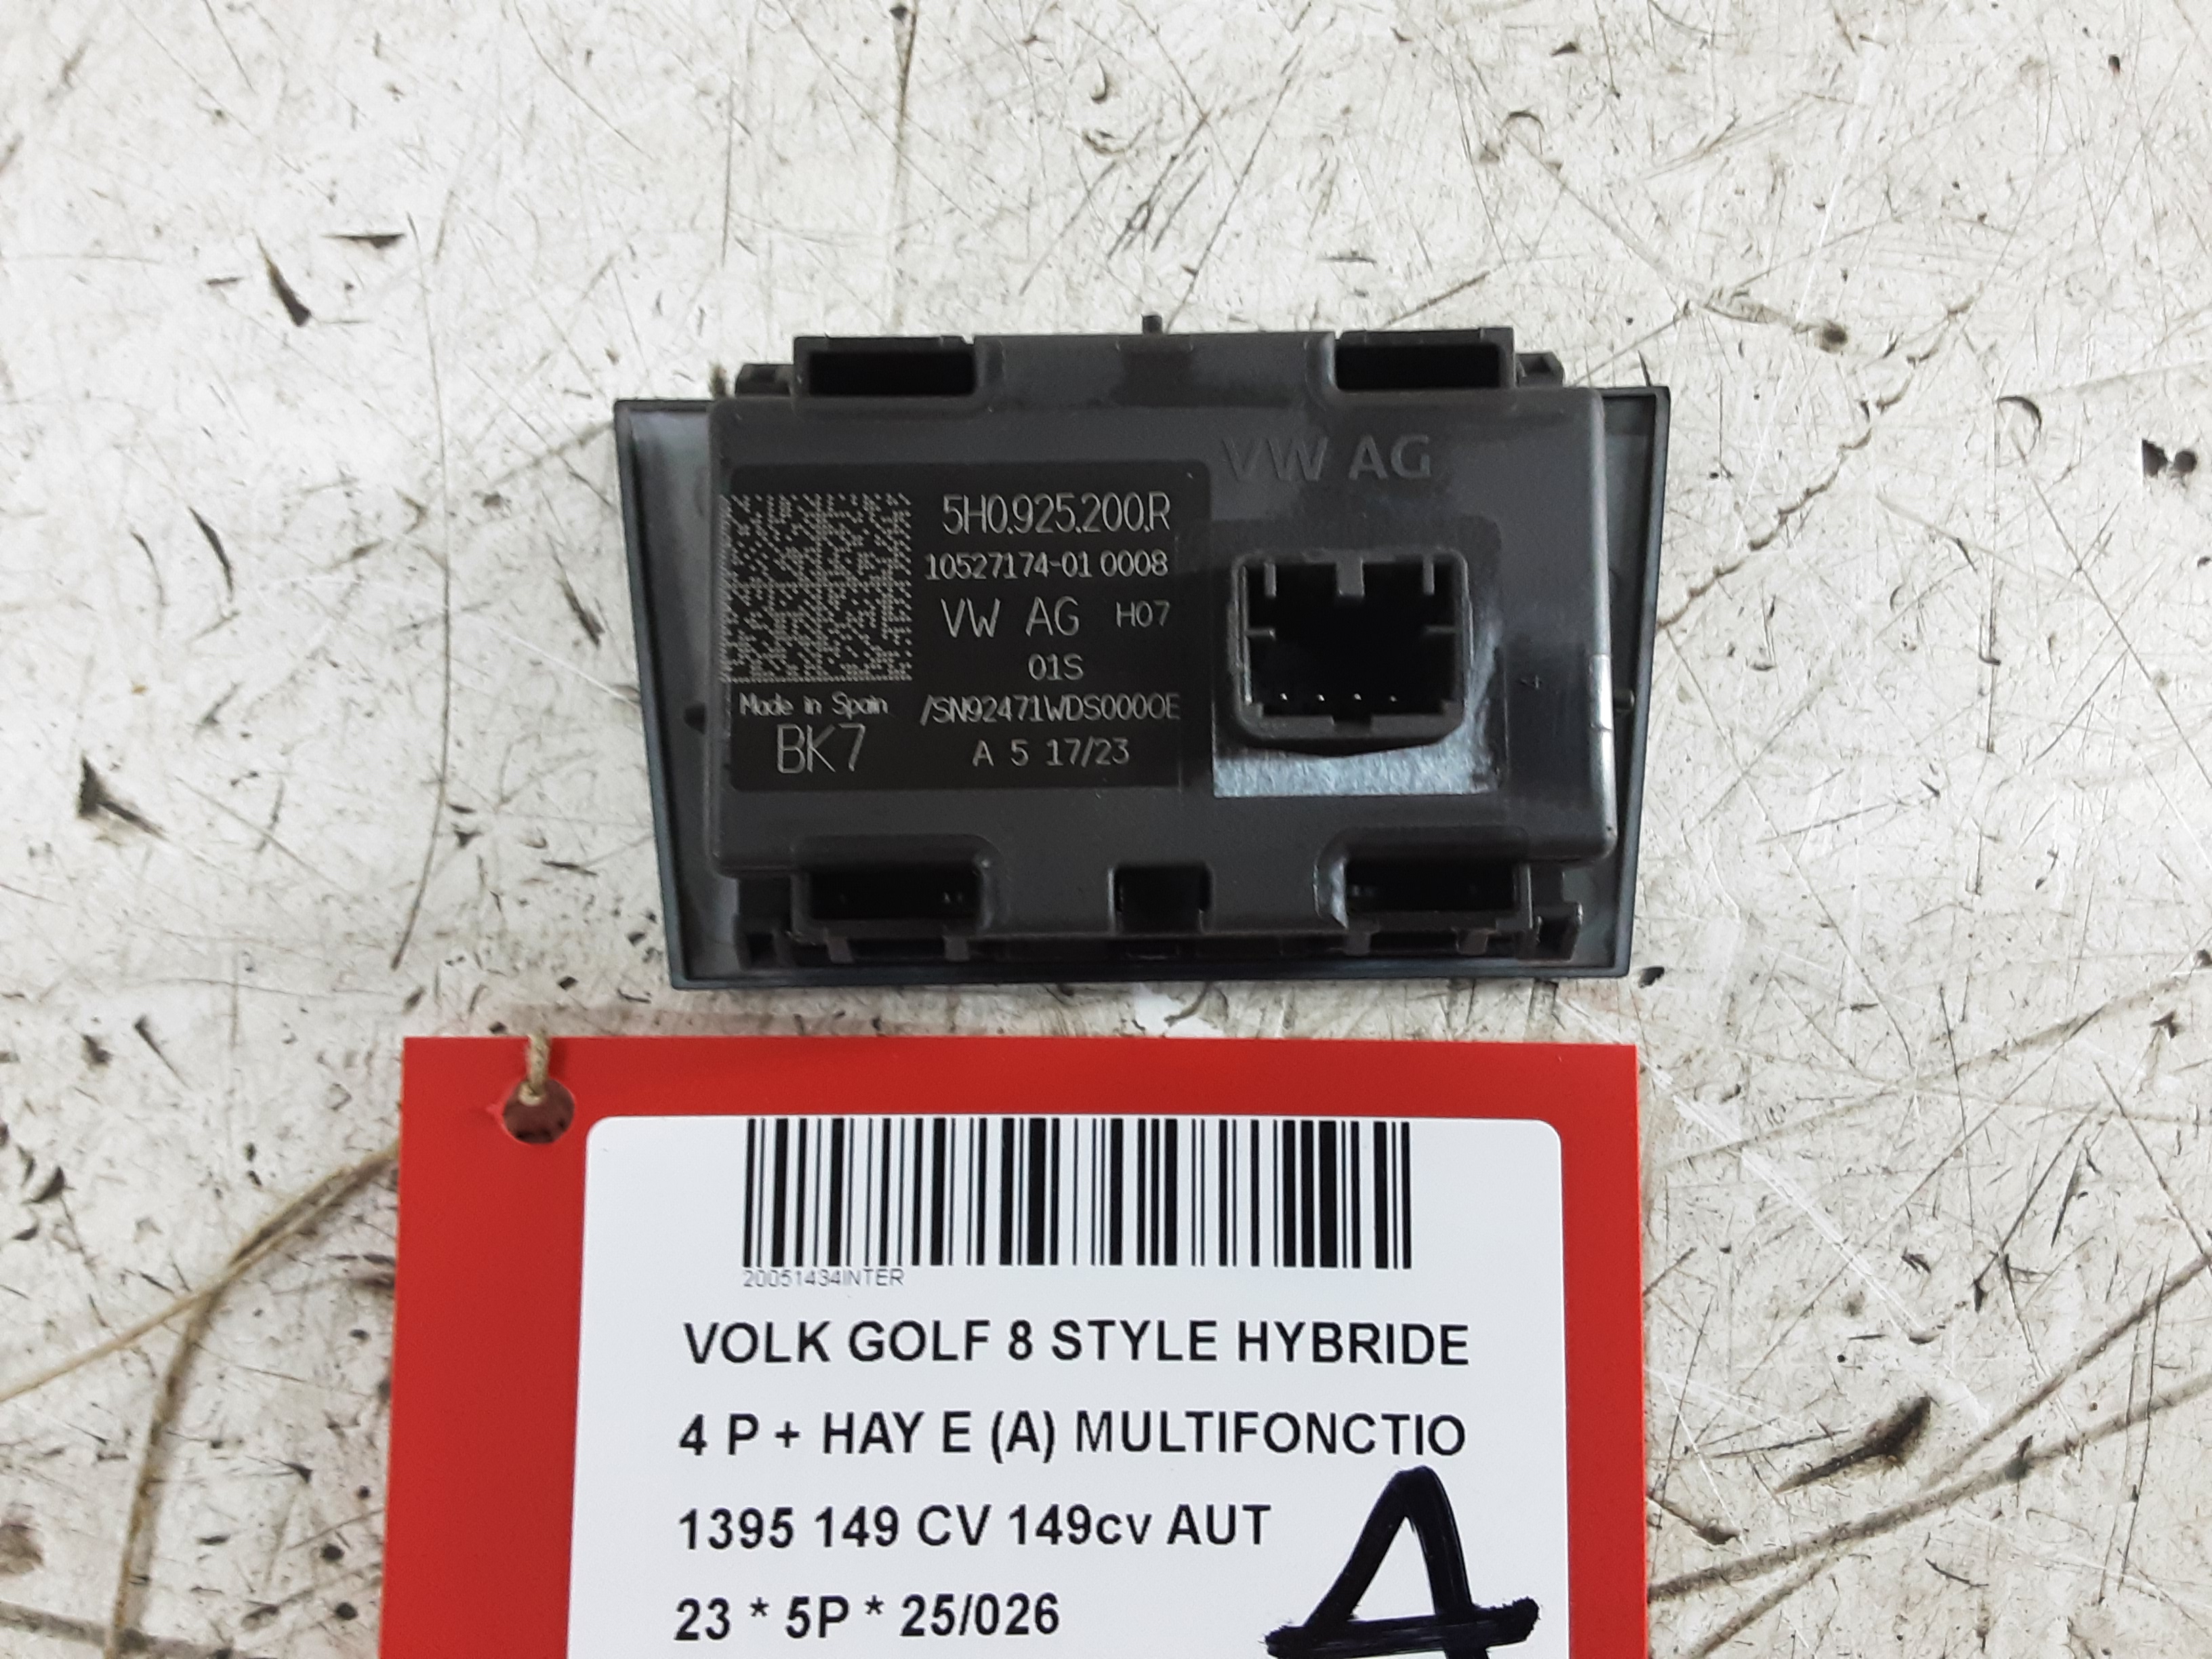 VW AG
5H0.925.200.R
10527174-01 0008
VW AG H07
01S
Made in Spain /SN92471WDS0000E
BK7 A 5 17/23
4
20051434INTER
VOLK GOLF 8 STYLE HYBRIDE
4 P + HAY E (A) MULTIFONCTIO
1395 149 CV 149cv AUT
23 * 5P * 25/026
A